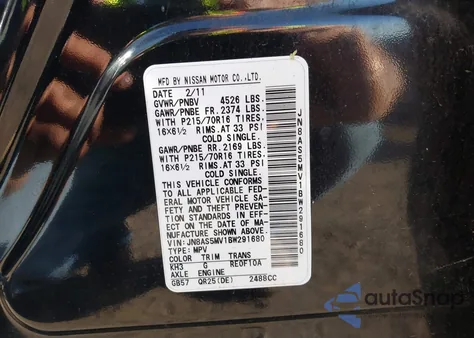 MFD BY NISSAN MOTOR CO., LTD.
DATE 2/11
GVWR/PNBV 4526 LBS.
GAWR/PNBE FR. 2374 LBS.
WITH P215/70R16 TIRES,
16X6½ RIMS.AT 33 PSI
COLD SINGLE.
GAWR/PNBE RR. 2169 LBS.
WITH P215/70R16 TIRES,
16X6½ RIMS.AT 33 PSI
COLD SINGLE.
THIS VEHICLE CONFORMS
TO ALL APPLICABLE FED-
ERAL MOTOR VEHICLE SA-
FETY AND THEFT PREVEN-
TION STANDARDS IN EFF-
ECT ON THE DATE OF MA-
NUFACTURE SHOWN ABOVE.
VIN: JN8AS5MV1BW291680
TYPE: MPV
COLOR TRIM TRANS
KH3 G RE0F10A
AXLE ENGINE
GB57 QR25(DE) 2488CC
JN8AS5MV1BW291680
autoSnap